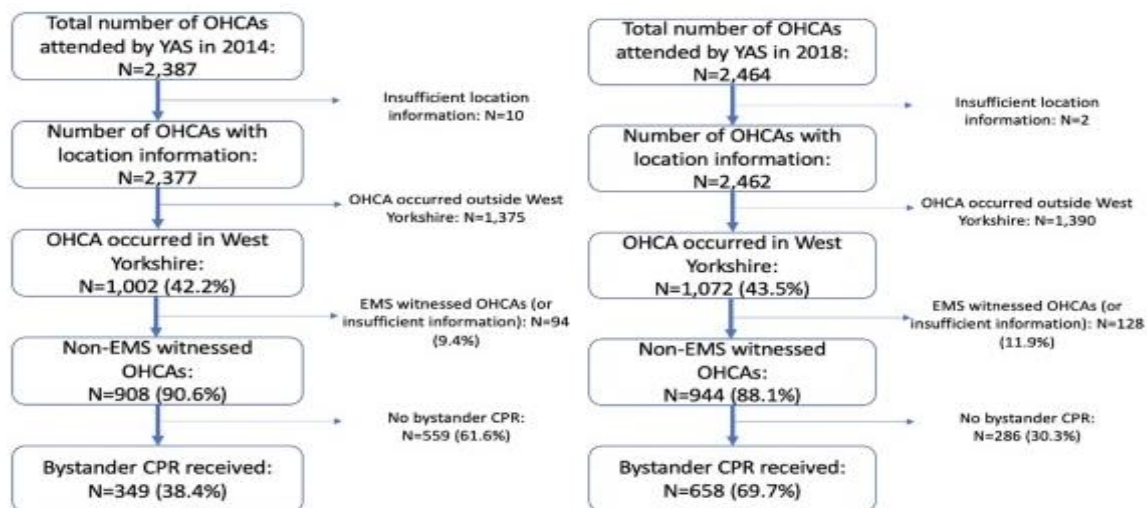 Total number of OHCAs
attended by YAS in 2014:
N=2,387
Insufficient location
information: N=10
Number of OHCAs with
location information:
N=2,377
OHCA occurred outside West
Yorkshire: N=1,375
OHCA occurred in West
Yorkshire:
N=1,002 (42.2%)
EMS witnessed OHCAs (or
insufficient information): N=94
(9.4%)
Non-EMS witnessed
OHCAs:
N=908 (90.6%)
No bystander CPR:
N=559 (61.6%)
Bystander CPR received:
N=349 (38.4%)
Total number of OHCAs
attended by YAS in 2018:
N=2,464
Insufficient location
information: N=2
Number of OHCAs with
location information:
N=2,462
OHCA occurred outside West
Yorkshire: N=1,390
OHCA occurred in West
Yorkshire:
N=1,072 (43.5%)
EMS witnessed OHCAs (or
insufficient information): N=128
(11.9%)
Non-EMS witnessed
OHCAs:
N=944 (88.1%)
No bystander CPR:
N=286 (30.3%)
Bystander CPR received:
N=658 (69.7%)